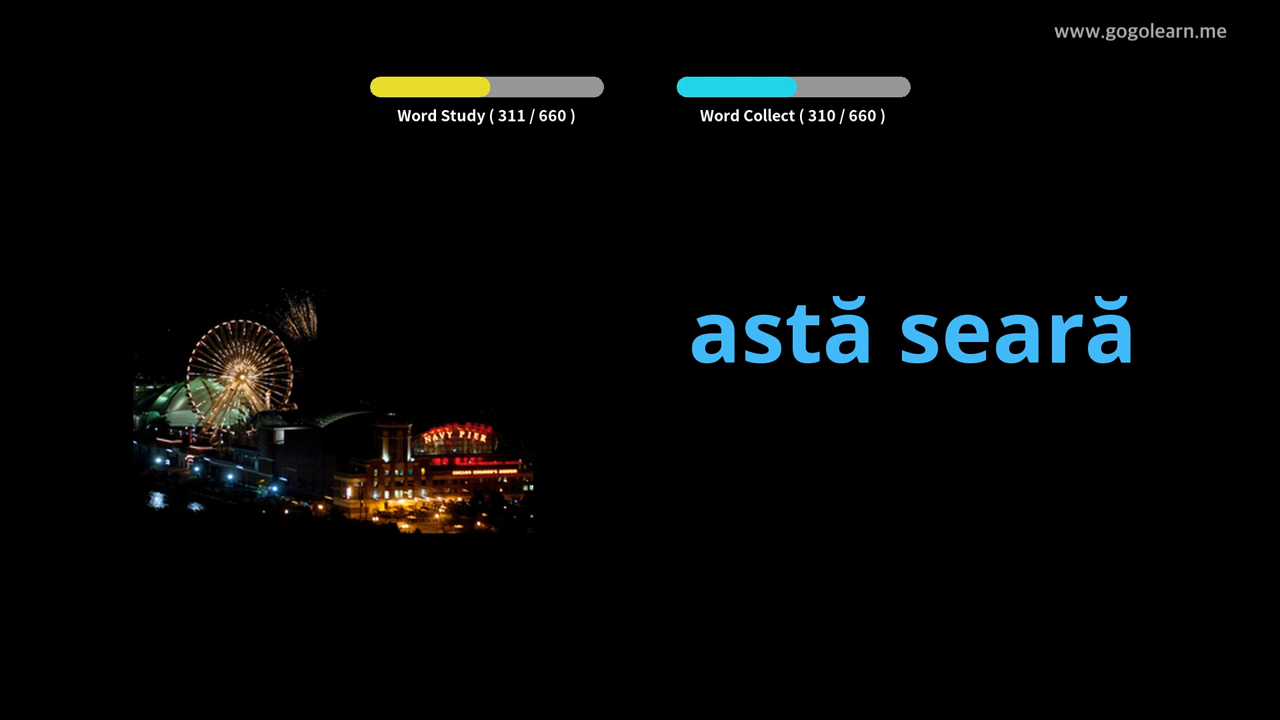 www.gogolearn.me
Word Study ( 311 / 660 )
Word Collect ( 310 / 660 )
astă seară
NAVY PIER